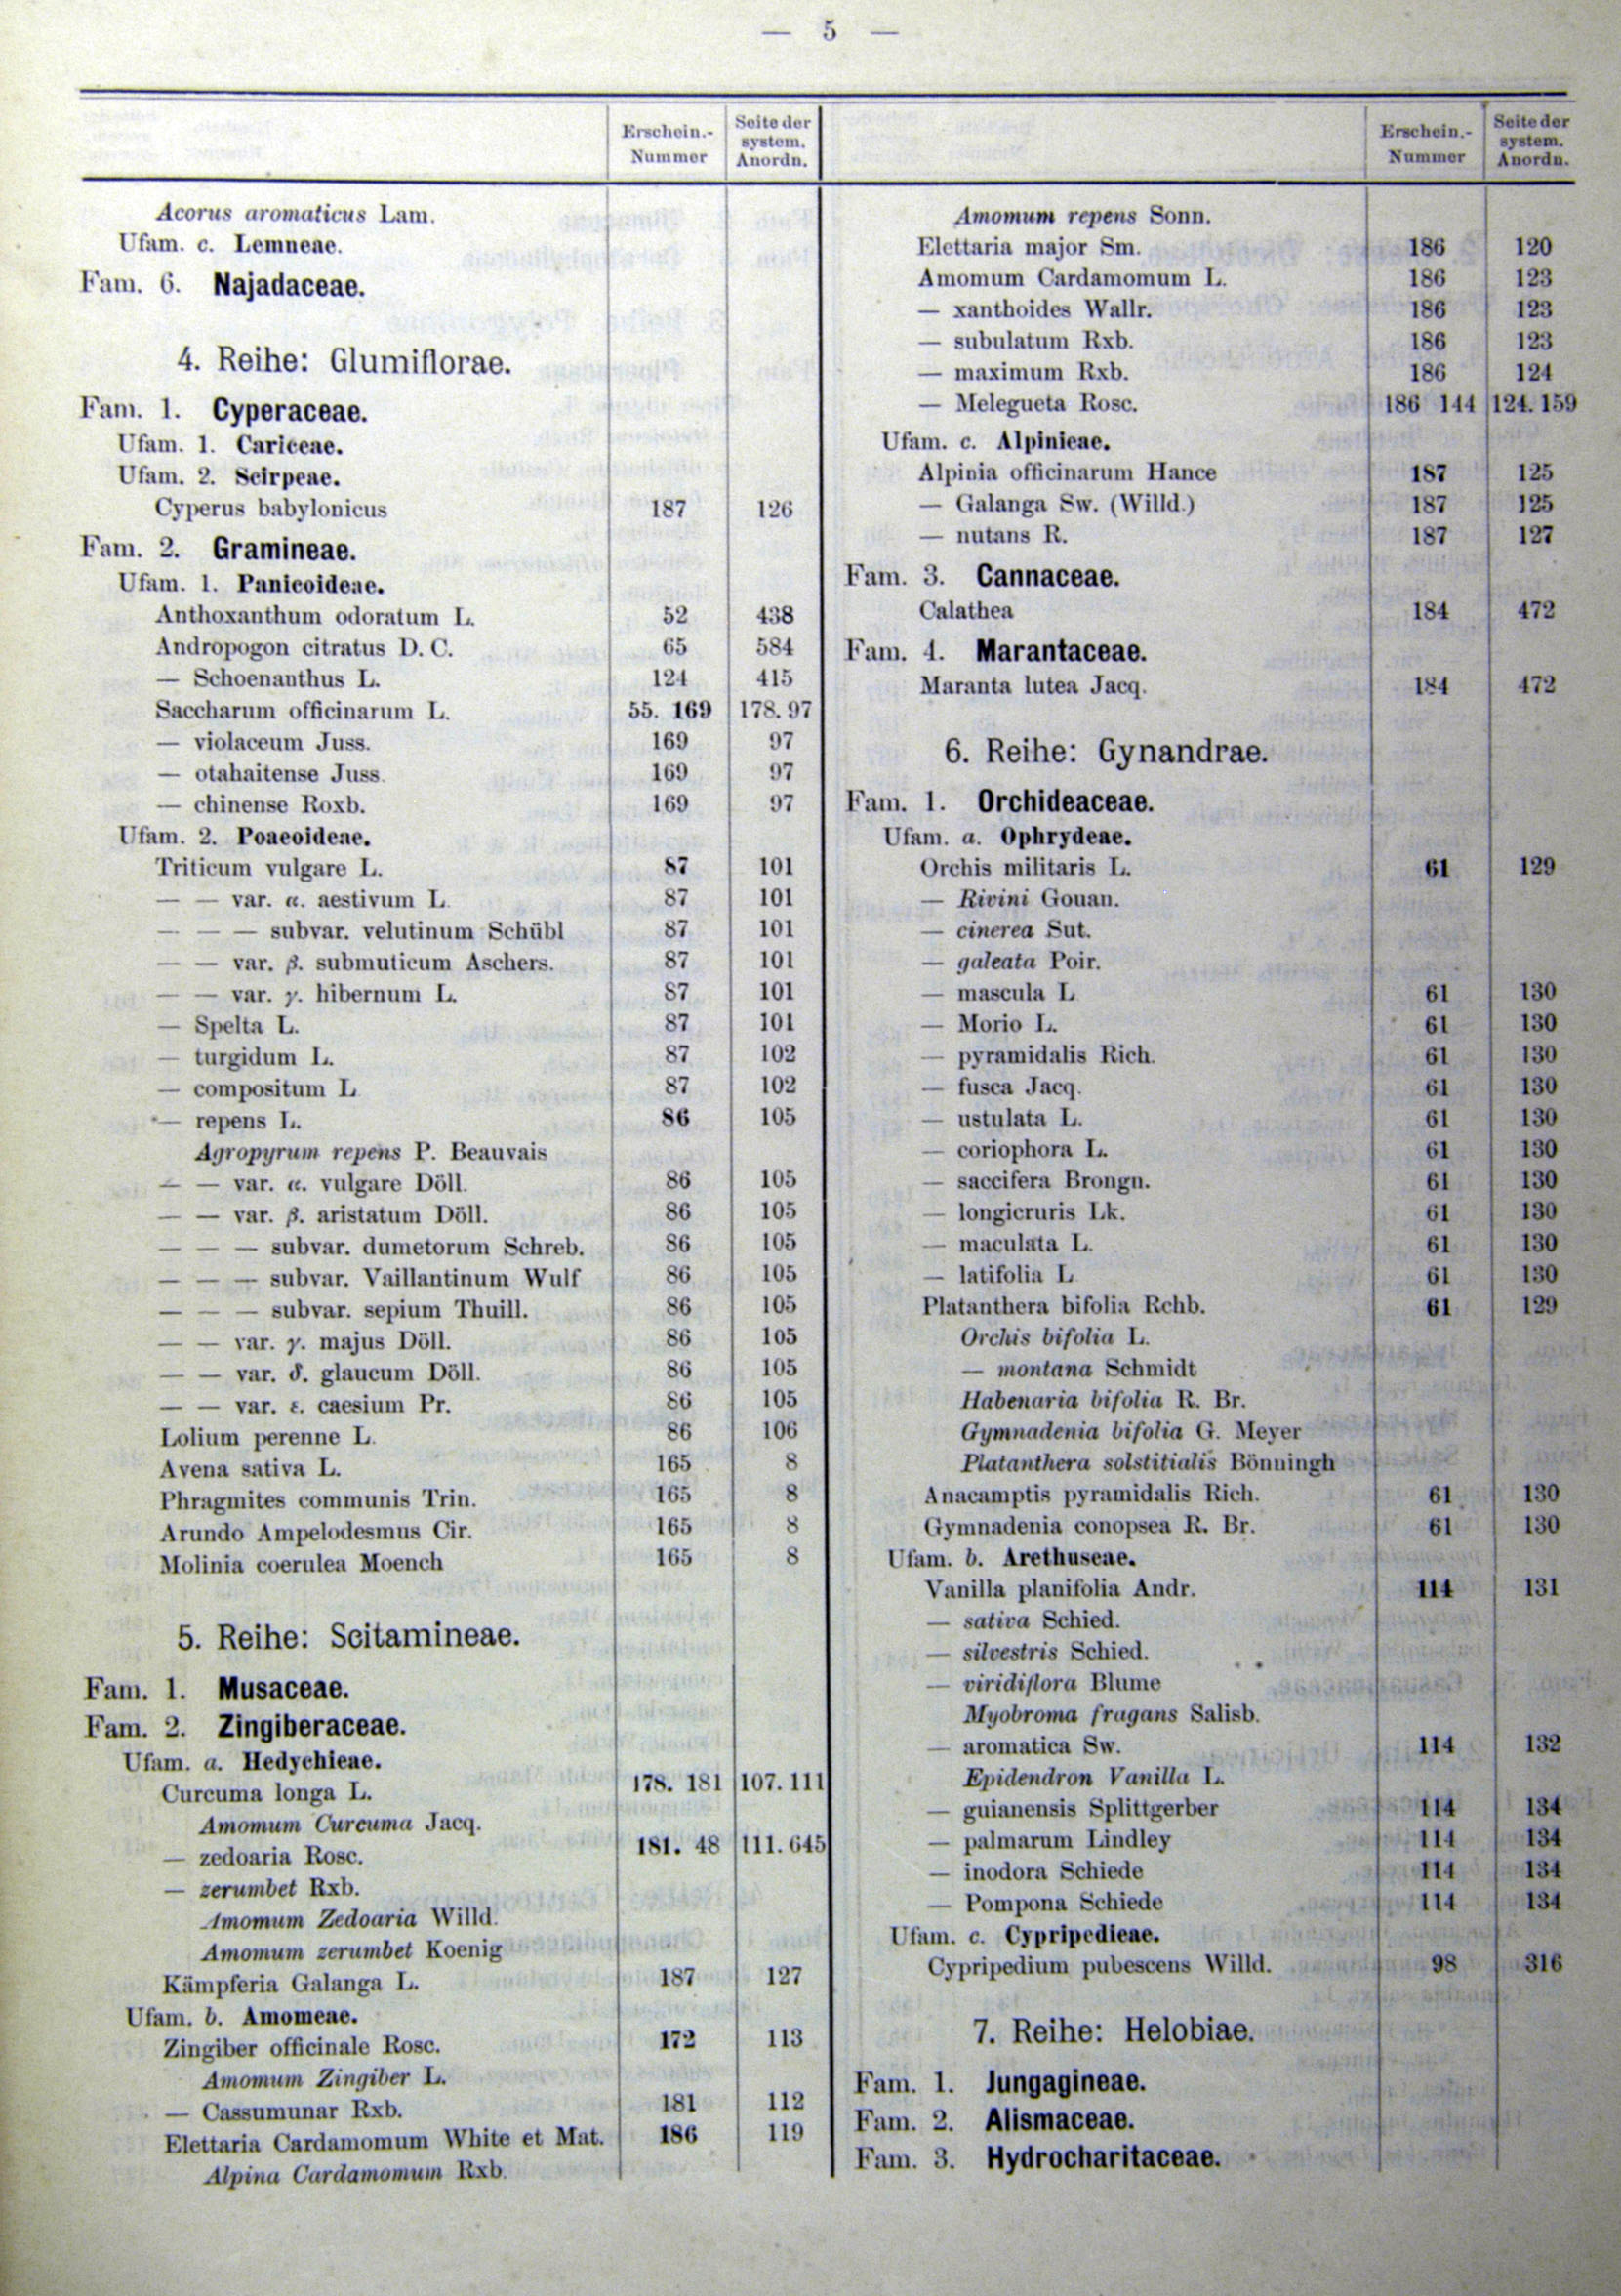 — 5 —
Erschein.- Nummer
Seite der system. Anordn.
Acorus aromaticus Lam.
Ufam. c. Lemneae.
Fam. 6. Najadaceae.
4. Reihe: Glumiflorae.
Fam. 1. Cyperaceae.
Ufam. 1. Cariceae.
Ufam. 2. Scirpeae.
Cyperus babylonicus 187 126
Fam. 2. Gramineae.
Ufam. 1. Panicoideae.
Anthoxanthum odoratum L. 52 438
Andropogon citratus D. C. 65 584
— Schoenanthus L. 124 415
Saccharum officinarum L. 55. 169 178. 97
— violaceum Juss. 169 97
— otahaitense Juss. 169 97
— chinense Roxb. 169 97
Ufam. 2. Poaeoideae.
Triticum vulgare L. 87 101
— — var. α. aestivum L. 87 101
— — — subvar. velutinum Schübl 87 101
— — var. β. submuticum Aschers. 87 101
— — var. γ. hibernum L. 87 101
— Spelta L. 87 101
— turgidum L. 87 102
— compositum L 87 102
— repens L. 86 105
Agropyrum repens P. Beauvais
— — var. α. vulgare Döll. 86 105
— — var. β. aristatum Döll. 86 105
— — — subvar. dumetorum Schreb. 86 105
— — — subvar. Vaillantinum Wulf 86 105
— — — subvar. sepium Thuill. 86 105
— — var. γ. majus Döll. 86 105
— — var. δ. glaucum Döll. 86 105
— — var. ε. caesium Pr. 86 105
Lolium perenne L. 86 106
Avena sativa L. 165 8
Phragmites communis Trin. 165 8
Arundo Ampelodesmus Cir. 165 8
Molinia coerulea Moench 165 8
5. Reihe: Scitamineae.
Fam. 1. Musaceae.
Fam. 2. Zingiberaceae.
Ufam. a. Hedychieae.
Curcuma longa L. 178. 181 107. 111
Amomum Curcuma Jacq.
— zedoaria Rosc. 181. 48 111. 645
— zerumbet Rxb.
Amomum Zedoaria Willd.
Amomum zerumbet Koenig
Kämpferia Galanga L. 187 127
Ufam. b. Amomeae.
Zingiber officinale Rosc. 172 113
Amomum Zingiber L.
— Cassumunar Rxb. 181 112
Elettaria Cardamomum White et Mat. 186 119
Alpina Cardamomum Rxb.
Erschein.- Nummer
Seite der system. Anordn.
Amomum repens Sonn.
Elettaria major Sm. 186 120
Amomum Cardamomum L. 186 123
— xanthoides Wallr. 186 123
— subulatum Rxb. 186 123
— maximum Rxb. 186 124
— Melegueta Rosc. 186 144 124. 159
Ufam. c. Alpinieae.
Alpinia officinarum Hance 187 125
— Galanga Sw. (Willd.) 187 125
— nutans R. 187 127
Fam. 3. Cannaceae.
Calathea 184 472
Fam. 4. Marantaceae.
Maranta lutea Jacq. 184 472
6. Reihe: Gynandrae.
Fam. 1. Orchideaceae.
Ufam. a. Ophrydeae.
Orchis militaris L. 61 129
— Rivini Gouan.
— cinerea Sut.
— galeata Poir.
— mascula L 61 130
— Morio L. 61 130
— pyramidalis Rich. 61 130
— fusca Jacq. 61 130
— ustulata L. 61 130
— coriophora L. 61 130
— saccifera Brongn. 61 130
— longicruris Lk. 61 130
— maculata L. 61 130
— latifolia L 61 130
Platanthera bifolia Rchb. 61 129
Orchis bifolia L.
— montana Schmidt
Habenaria bifolia R. Br.
Gymnadenia bifolia G. Meyer
Platanthera solstitialis Bönningh
Anacamptis pyramidalis Rich. 61 130
Gymnadenia conopsea R. Br. 61 130
Ufam. b. Arethuseae.
Vanilla planifolia Andr. 114 131
— sativa Schied.
— silvestris Schied.
— viridiflora Blume
Myobroma fragans Salisb.
— aromatica Sw. 114 132
Epidendron Vanilla L.
— guianensis Splittgerber 114 134
— palmarum Lindley 114 134
— inodora Schiede 114 134
— Pompona Schiede 114 134
Ufam. c. Cypripedieae.
Cypripedium pubescens Willd. 98 316
7. Reihe: Helobiae.
Fam. 1. Jungagineae.
Fam. 2. Alismaceae.
Fam. 3. Hydrocharitaceae.